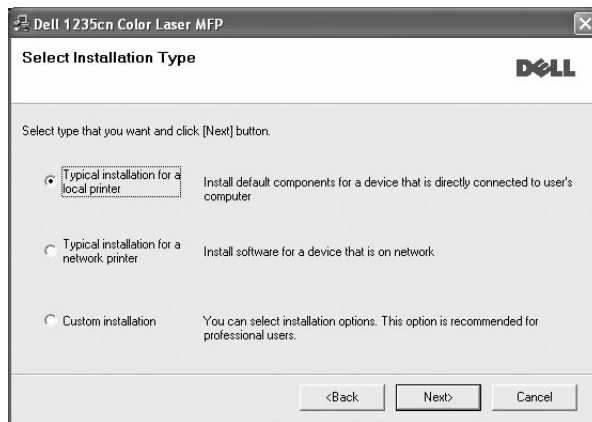 Dell 1235cn Color Laser MFP
Select Installation Type
DELL
Select type that you want and click [Next] button.
Typical installation for a
local printer
Install default components for a device that is directly connected to user's
computer
Typical installation for a
network printer
Install software for a device that is on network
Custom installation
You can select installation options. This option is recommended for
professional users.
<Back
Next>
Cancel